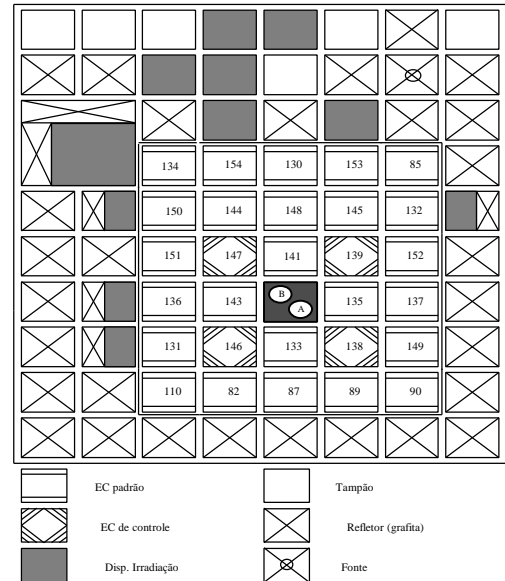 134 154 130 153 85
150 144 148 145 132
151 147 141 139 152
B
136 143 135 137
A
131 146 133 138 149
110 82 87 89 90
EC padrão Tampão
EC de controle Refletor (grafita)
Disp. Irradiação Fonte